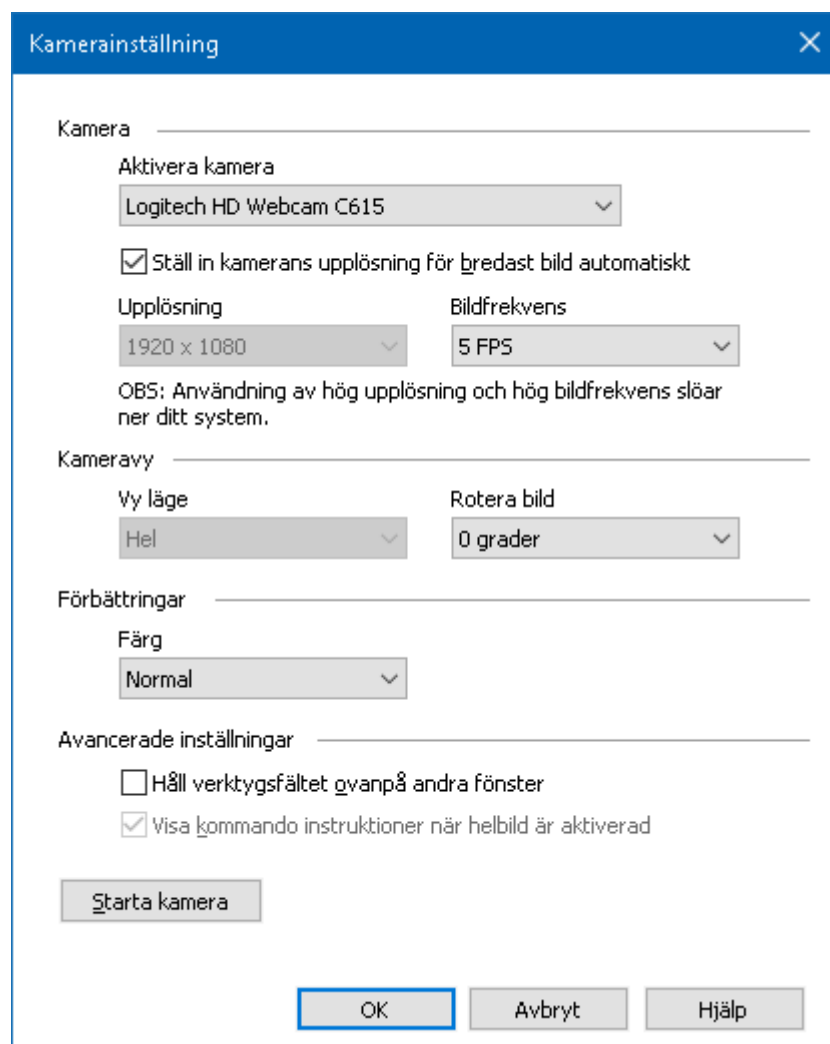 Kamerainställning
Kamera
Aktivera kamera
Logitech HD Webcam C615
Ställ in kamerans upplösning för bredast bild automatiskt
Upplösning Bildfrekvens
1920 x 1080 5 FPS
OBS: Användning av hög upplösning och hög bildfrekvens slöar
ner ditt system.
Kameravy
Vy läge Rotera bild
Hel 0 grader
Förbättringar
Färg
Normal
Avancerade inställningar
Håll verktygsfältet ovanpå andra fönster
Visa kommando instruktioner när helbild är aktiverad
Starta kamera
OK Avbryt Hjälp